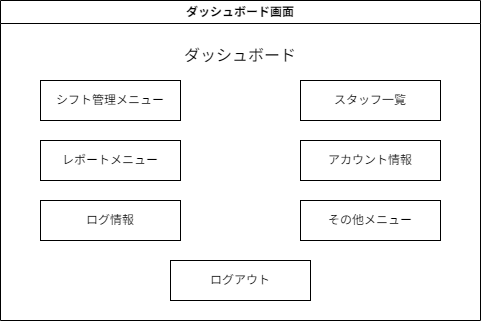 ダッシュボード画面
ダッシュボード
シフト管理メニュー
スタッフ一覧
レポートメニュー
アカウント情報
ログ情報
その他メニュー
ログアウト